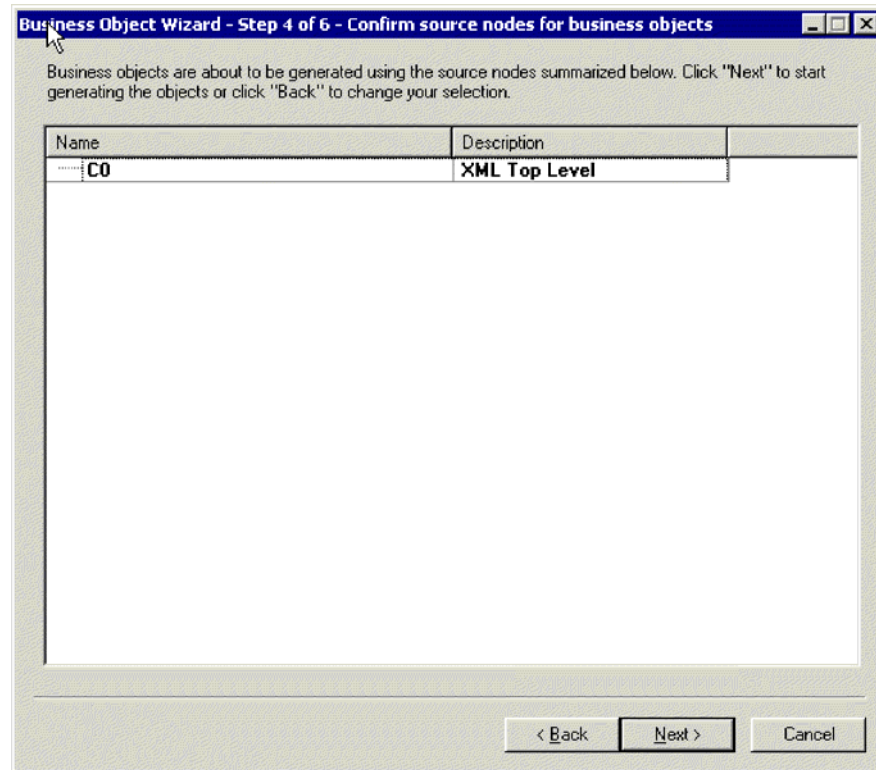 Business Object Wizard - Step 4 of 6 - Confirm source nodes for business objects
Business objects are about to be generated using the source nodes summarized below. Click "Next" to start
generating the objects or click "Back" to change your selection.
Name Description
C0 XML Top Level
< Back Next > Cancel